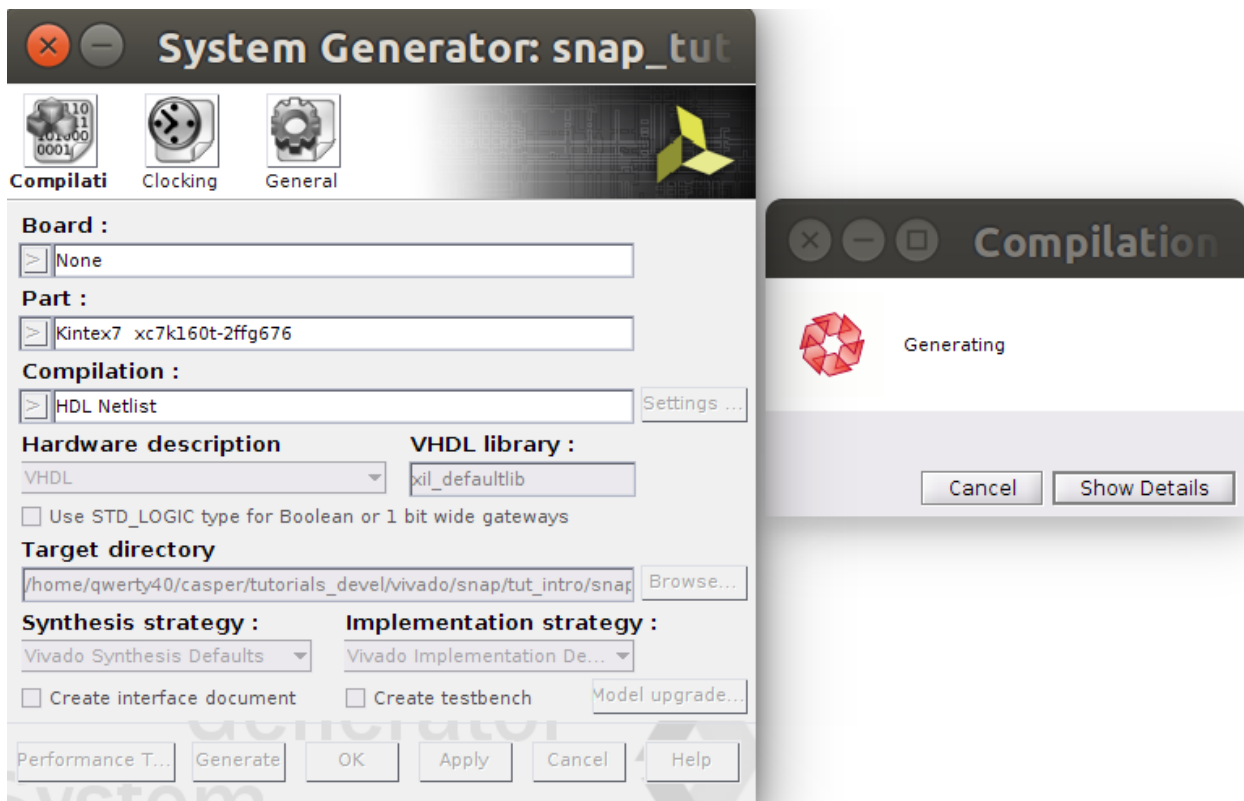 System Generator: snap_tut
Compilati Clocking General
Board :
> None
Part :
> Kintex7 xc7k160t-2ffg676
Compilation :
> HDL Netlist Settings ...
Hardware description VHDL library :
VHDL xil_defaultlib
Use STD_LOGIC type for Boolean or 1 bit wide gateways
Target directory
/home/qwerty40/casper/tutorials_devel/vivado/snap/tut_intro/snap Browse...
Synthesis strategy : Implementation strategy :
Vivado Synthesis Defaults Vivado Implementation De...
Create interface document Create testbench Model upgrade...
Performance T... Generate OK Apply Cancel Help
Generator
System
Compilation
Generating
Cancel Show Details